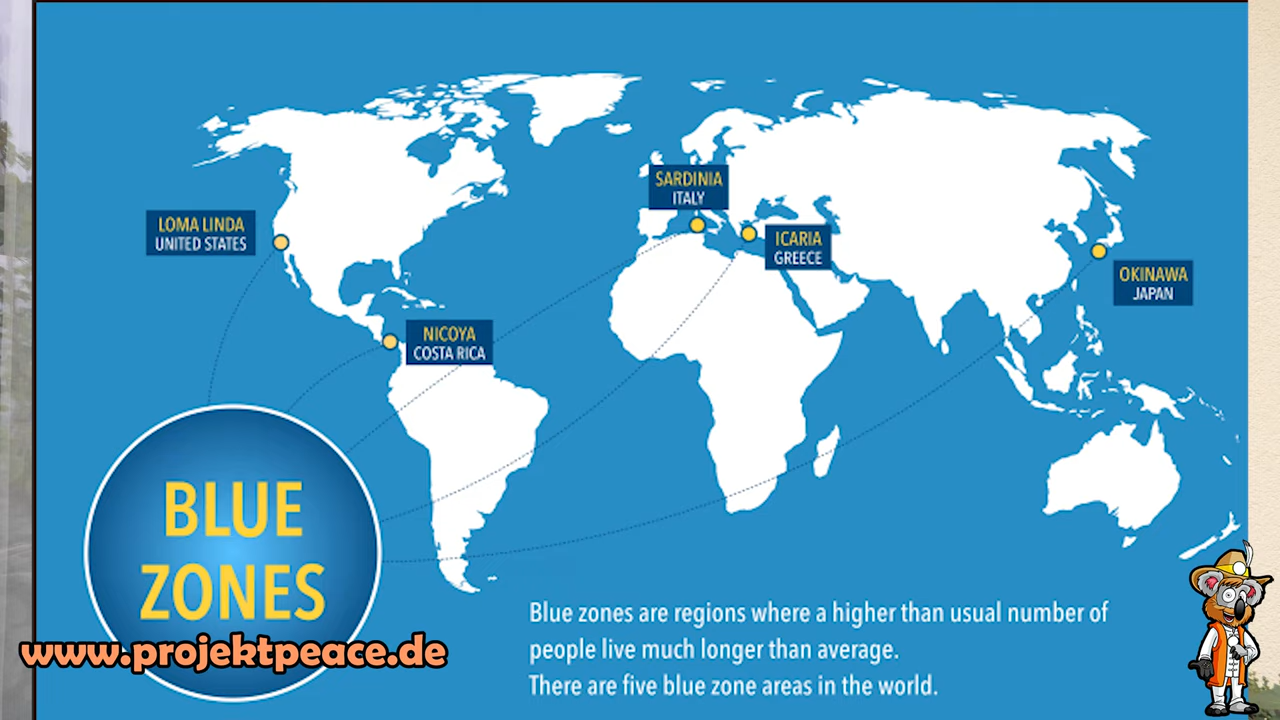 SARDINIA
ITALY
LOMA LINDA
UNITED STATES
ICARIA
GREECE
OKINAWA
JAPAN
NICOYA
COSTA RICA
BLUE
ZONES
Blue zones are regions where a higher than usual number of
people live much longer than average.
There are five blue zone areas in the world.
www.projektpeace.de